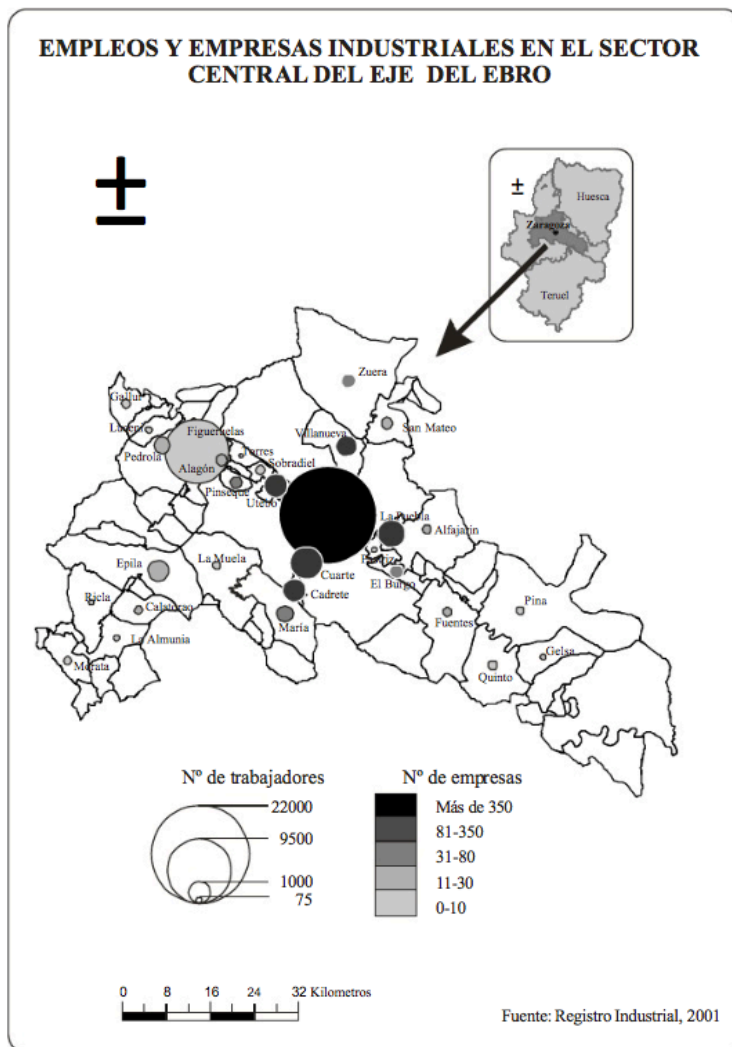 EMPLEOS Y EMPRESAS INDUSTRIALES EN EL SECTOR
CENTRAL DEL EJE DEL EBRO
±
±
Huesca
Zaragoza
Teruel
Zuera
Gallur
Luceni
Figueruelas
Villanueva
San Mateo
Pedrola
Torres
Alagón
Sobradiel
Pinseque
Utebo
La Puebla
Alfajarin
Epila
La Muela
Cuarte
El Burgo
Ricla
Cadrete
Calatorao
María
Fuentes
Pina
La Almunia
Morata
Gelsa
Quinto
Nº de trabajadores
22000
9500
1000
75
Nº de empresas
Más de 350
81-350
31-80
11-30
0-10
0 8 16 24 32 Kilometros
Fuente: Registro Industrial, 2001